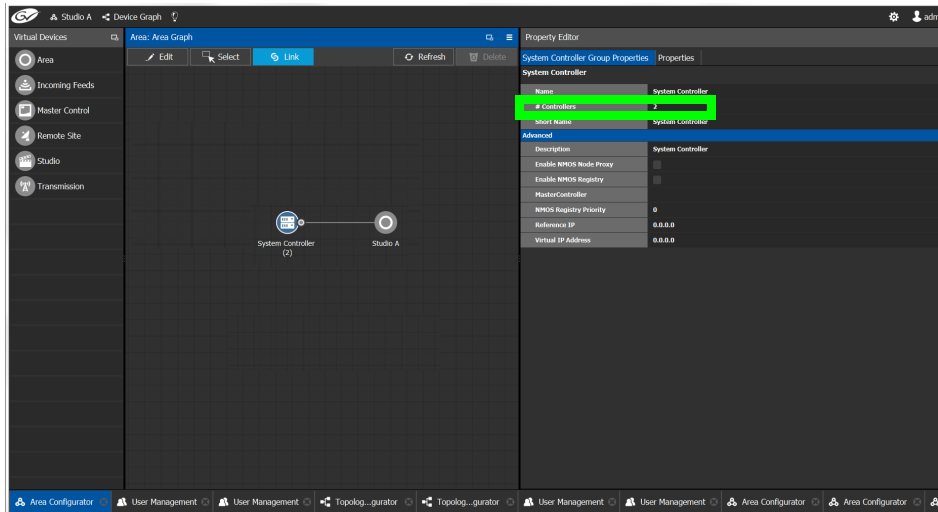 GV Studio A Device Graph adm
Virtual Devices
Area
Incoming Feeds
Master Control
Remote Site
Studio
Transmission
Area: Area Graph
Edit Select Link Refresh Delete
System Controller
(2)
Studio A
Property Editor
System Controller Group Properties Properties
System Controller
Name System Controller
# Controllers 2
Short Name System Controller
Advanced
Description System Controller
Enable NMOS Node Proxy
Enable NMOS Registry
MasterController
NMOS Registry Priority 0
Reference IP 0.0.0.0
Virtual IP Address 0.0.0.0
Area Configurator User Management User Management Topolog...gurator Topolog...gurator User Management User Management Area Configurator Area Configurator